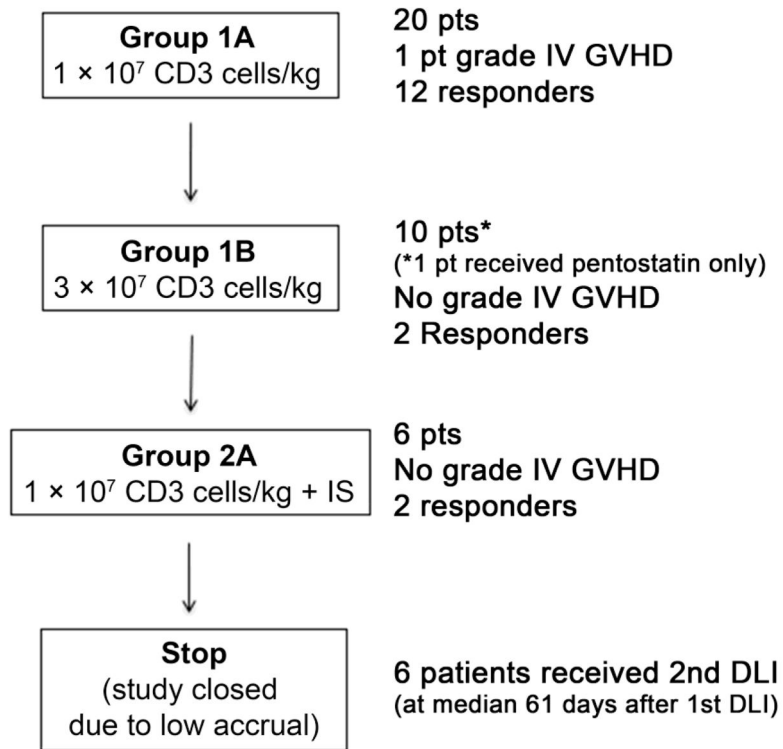 Group 1A
1 × 10⁷ CD3 cells/kg
20 pts
1 pt grade IV GVHD
12 responders
Group 1B
3 × 10⁷ CD3 cells/kg
10 pts*
(*1 pt received pentostatin only)
No grade IV GVHD
2 Responders
Group 2A
1 × 10⁷ CD3 cells/kg + IS
6 pts
No grade IV GVHD
2 responders
Stop
(study closed
due to low accrual)
6 patients received 2nd DLI
(at median 61 days after 1st DLI)